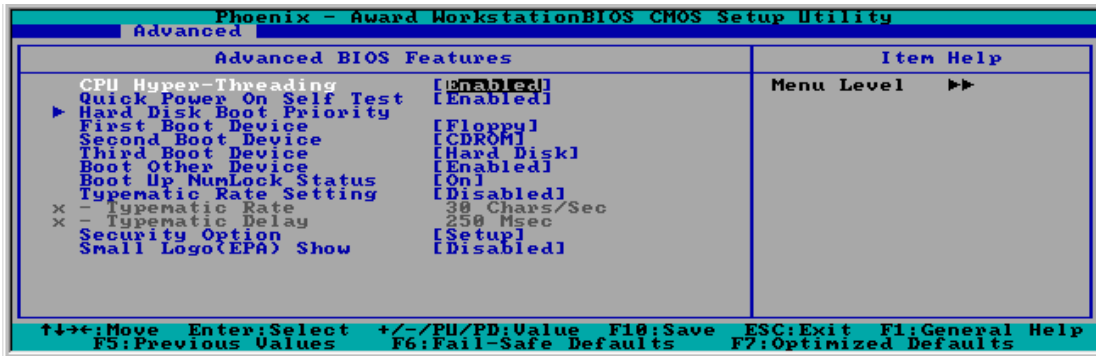 Phoenix - Award WorkstationBIOS CMOS Setup Utility
Advanced
Advanced BIOS Features
Item Help
CPU Hyper-Threading [Enabled]
Menu Level ▶▶
Quick Power On Self Test [Enabled]
▶ Hard Disk Boot Priority
First Boot Device [Floppy]
Second Boot Device [CDROM]
Third Boot Device [Hard Disk]
Boot Other Device [Enabled]
Boot Up NumLock Status [On]
Typematic Rate Setting [Disabled]
x - Typematic Rate 30 Chars/Sec
x - Typematic Delay 250 Msec
Security Option [Setup]
Small Logo(EPA) Show [Disabled]
↑↓→←:Move Enter:Select +/-/PU/PD:Value F10:Save ESC:Exit F1:General Help
F5:Previous Values F6:Fail-Safe Defaults F7:Optimized Defaults